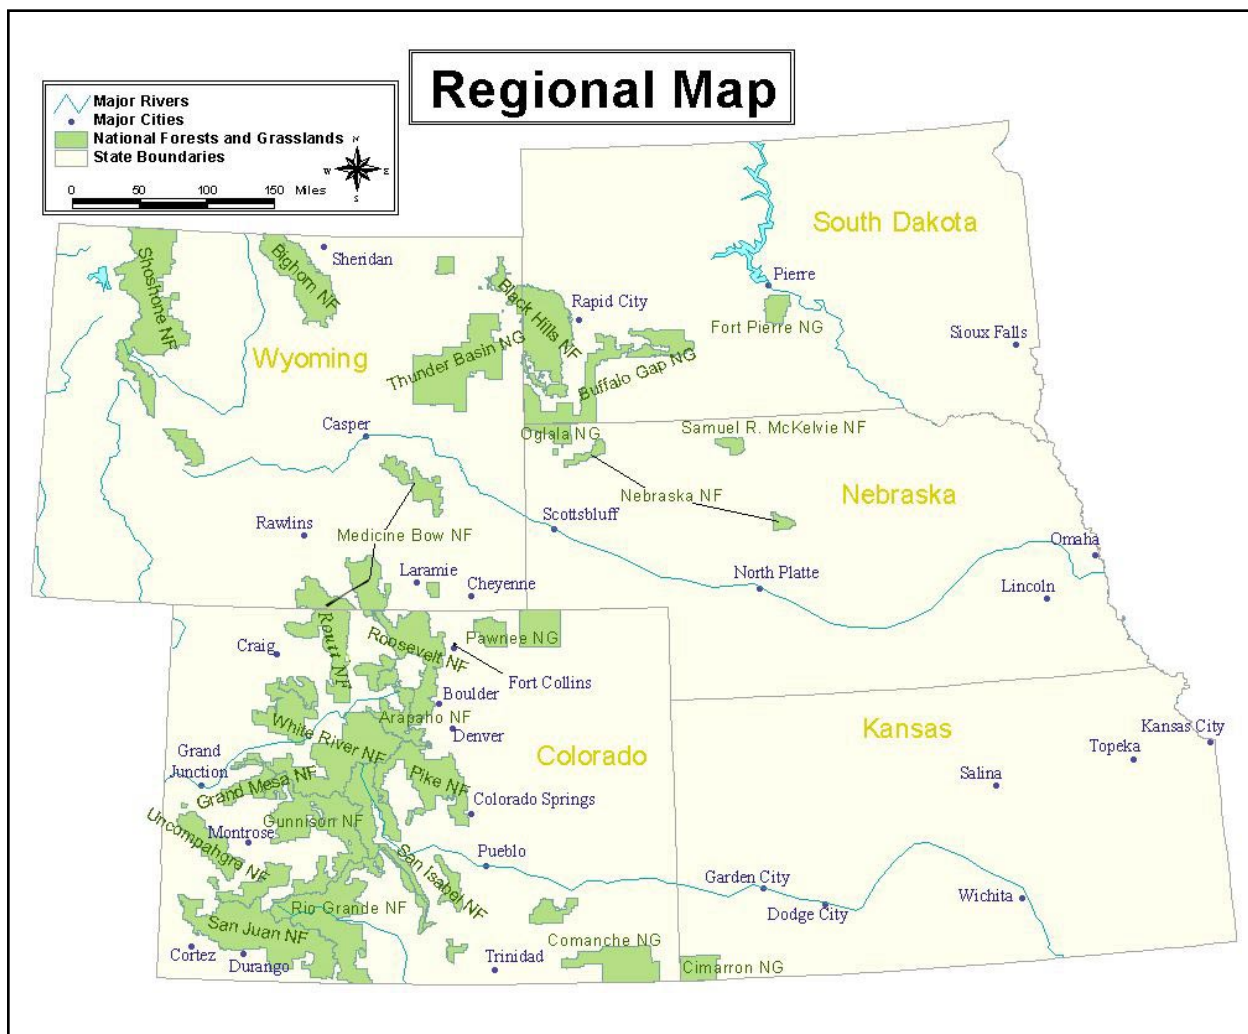 Regional Map
Major Rivers
Major Cities
National Forests and Grasslands
State Boundaries
N
W
E
S
0 50 100 150 Miles
South Dakota
Shoshone NF
Bighorn NF
Sheridan
Black Hills NF
Rapid City
Pierre
Fort Pierre NG
Sioux Falls
Wyoming
Thunder Basin NG
Buffalo Gap NG
Casper
Oglala NG
Samuel R. McKelvie NF
Nebraska NF
Nebraska
Scottsbluff
Rawlins
Medicine Bow NF
Omaha
Laramie
Cheyenne
North Platte
Lincoln
Routt NF
Roosevelt NF
Pawnee NG
Craig
Fort Collins
Boulder
Arapaho NF
White River NF
Denver
Colorado
Kansas
Kansas City
Topeka
Grand
Junction
Grand Mesa NF
Pike NF
Salina
Colorado Springs
Uncompahgre NF
Gunnison NF
Montrose
San Isabel NF
Pueblo
Garden City
Dodge City
Wichita
Rio Grande NF
San Juan NF
Comanche NG
Cortez
Durango
Trinidad
Cimarron NG